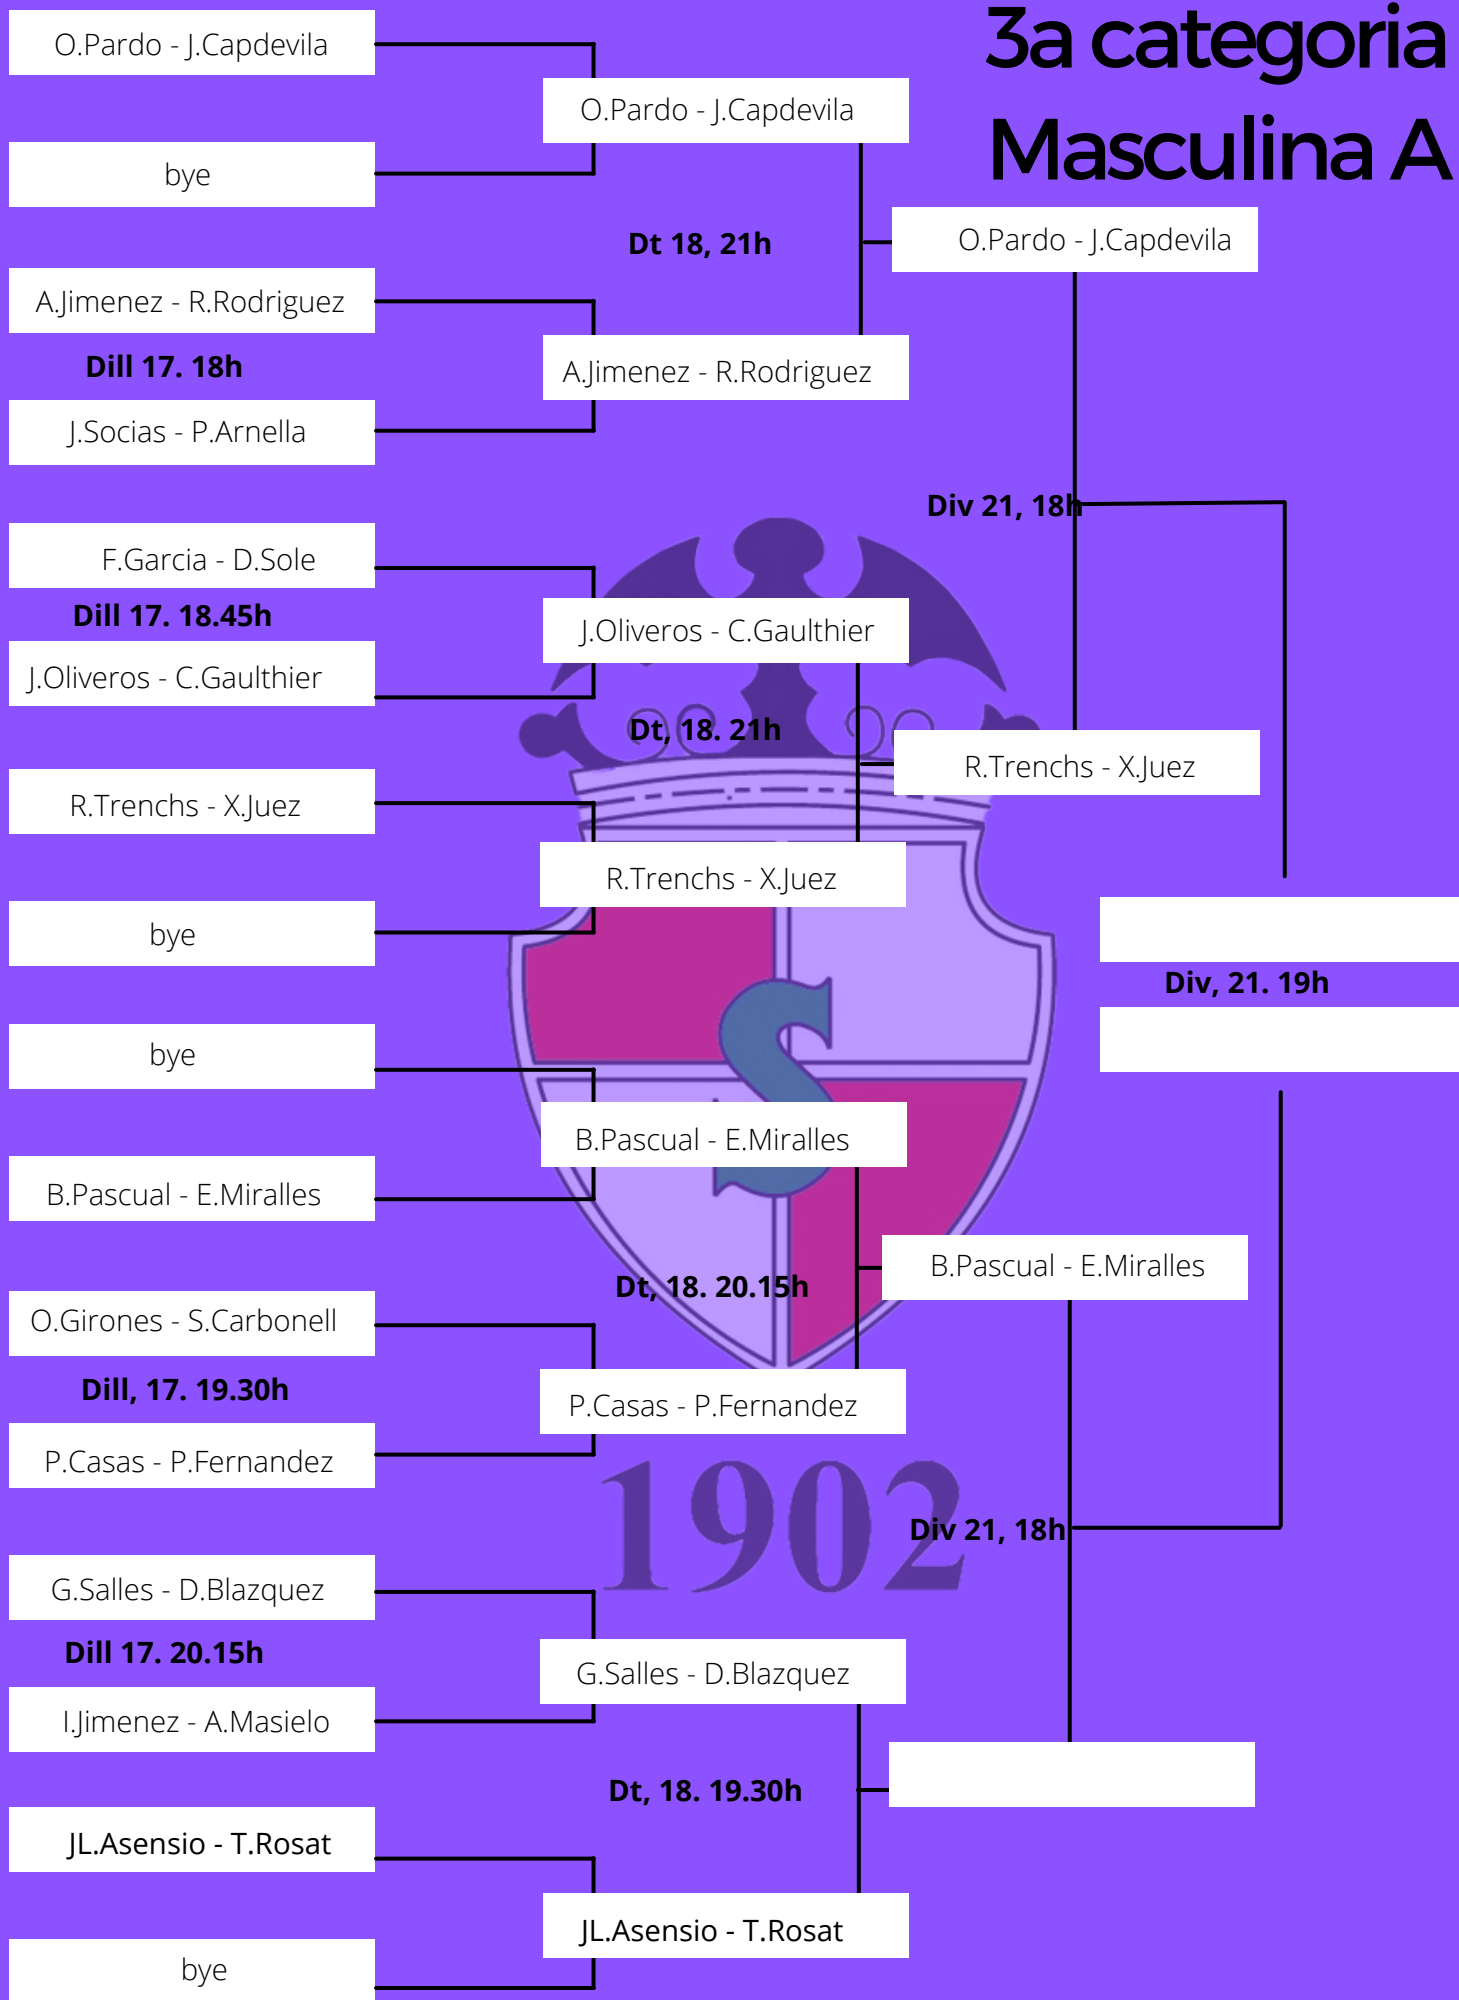 3a categoria
Masculina A
O.Pardo - J.Capdevila
bye
A.Jimenez - R.Rodriguez
Dill 17. 18h
J.Socias - P.Arnella
F.Garcia - D.Sole
Dill 17. 18.45h
J.Oliveros - C.Gaulthier
R.Trenchs - X.Juez
bye
bye
B.Pascual - E.Miralles
O.Girones - S.Carbonell
Dill, 17. 19.30h
P.Casas - P.Fernandez
G.Salles - D.Blazquez
Dill 17. 20.15h
I.Jimenez - A.Masielo
JL.Asensio - T.Rosat
bye
O.Pardo - J.Capdevila
Dt 18, 21h
A.Jimenez - R.Rodriguez
J.Oliveros - C.Gaulthier
Dt, 18. 21h
R.Trenchs - X.Juez
S
B.Pascual - E.Miralles
Dt, 18. 20.15h
P.Casas - P.Fernandez
1902
G.Salles - D.Blazquez
Dt, 18. 19.30h
JL.Asensio - T.Rosat
O.Pardo - J.Capdevila
Div 21, 18h
R.Trenchs - X.Juez
B.Pascual - E.Miralles
Div 21, 18h
Div, 21. 19h